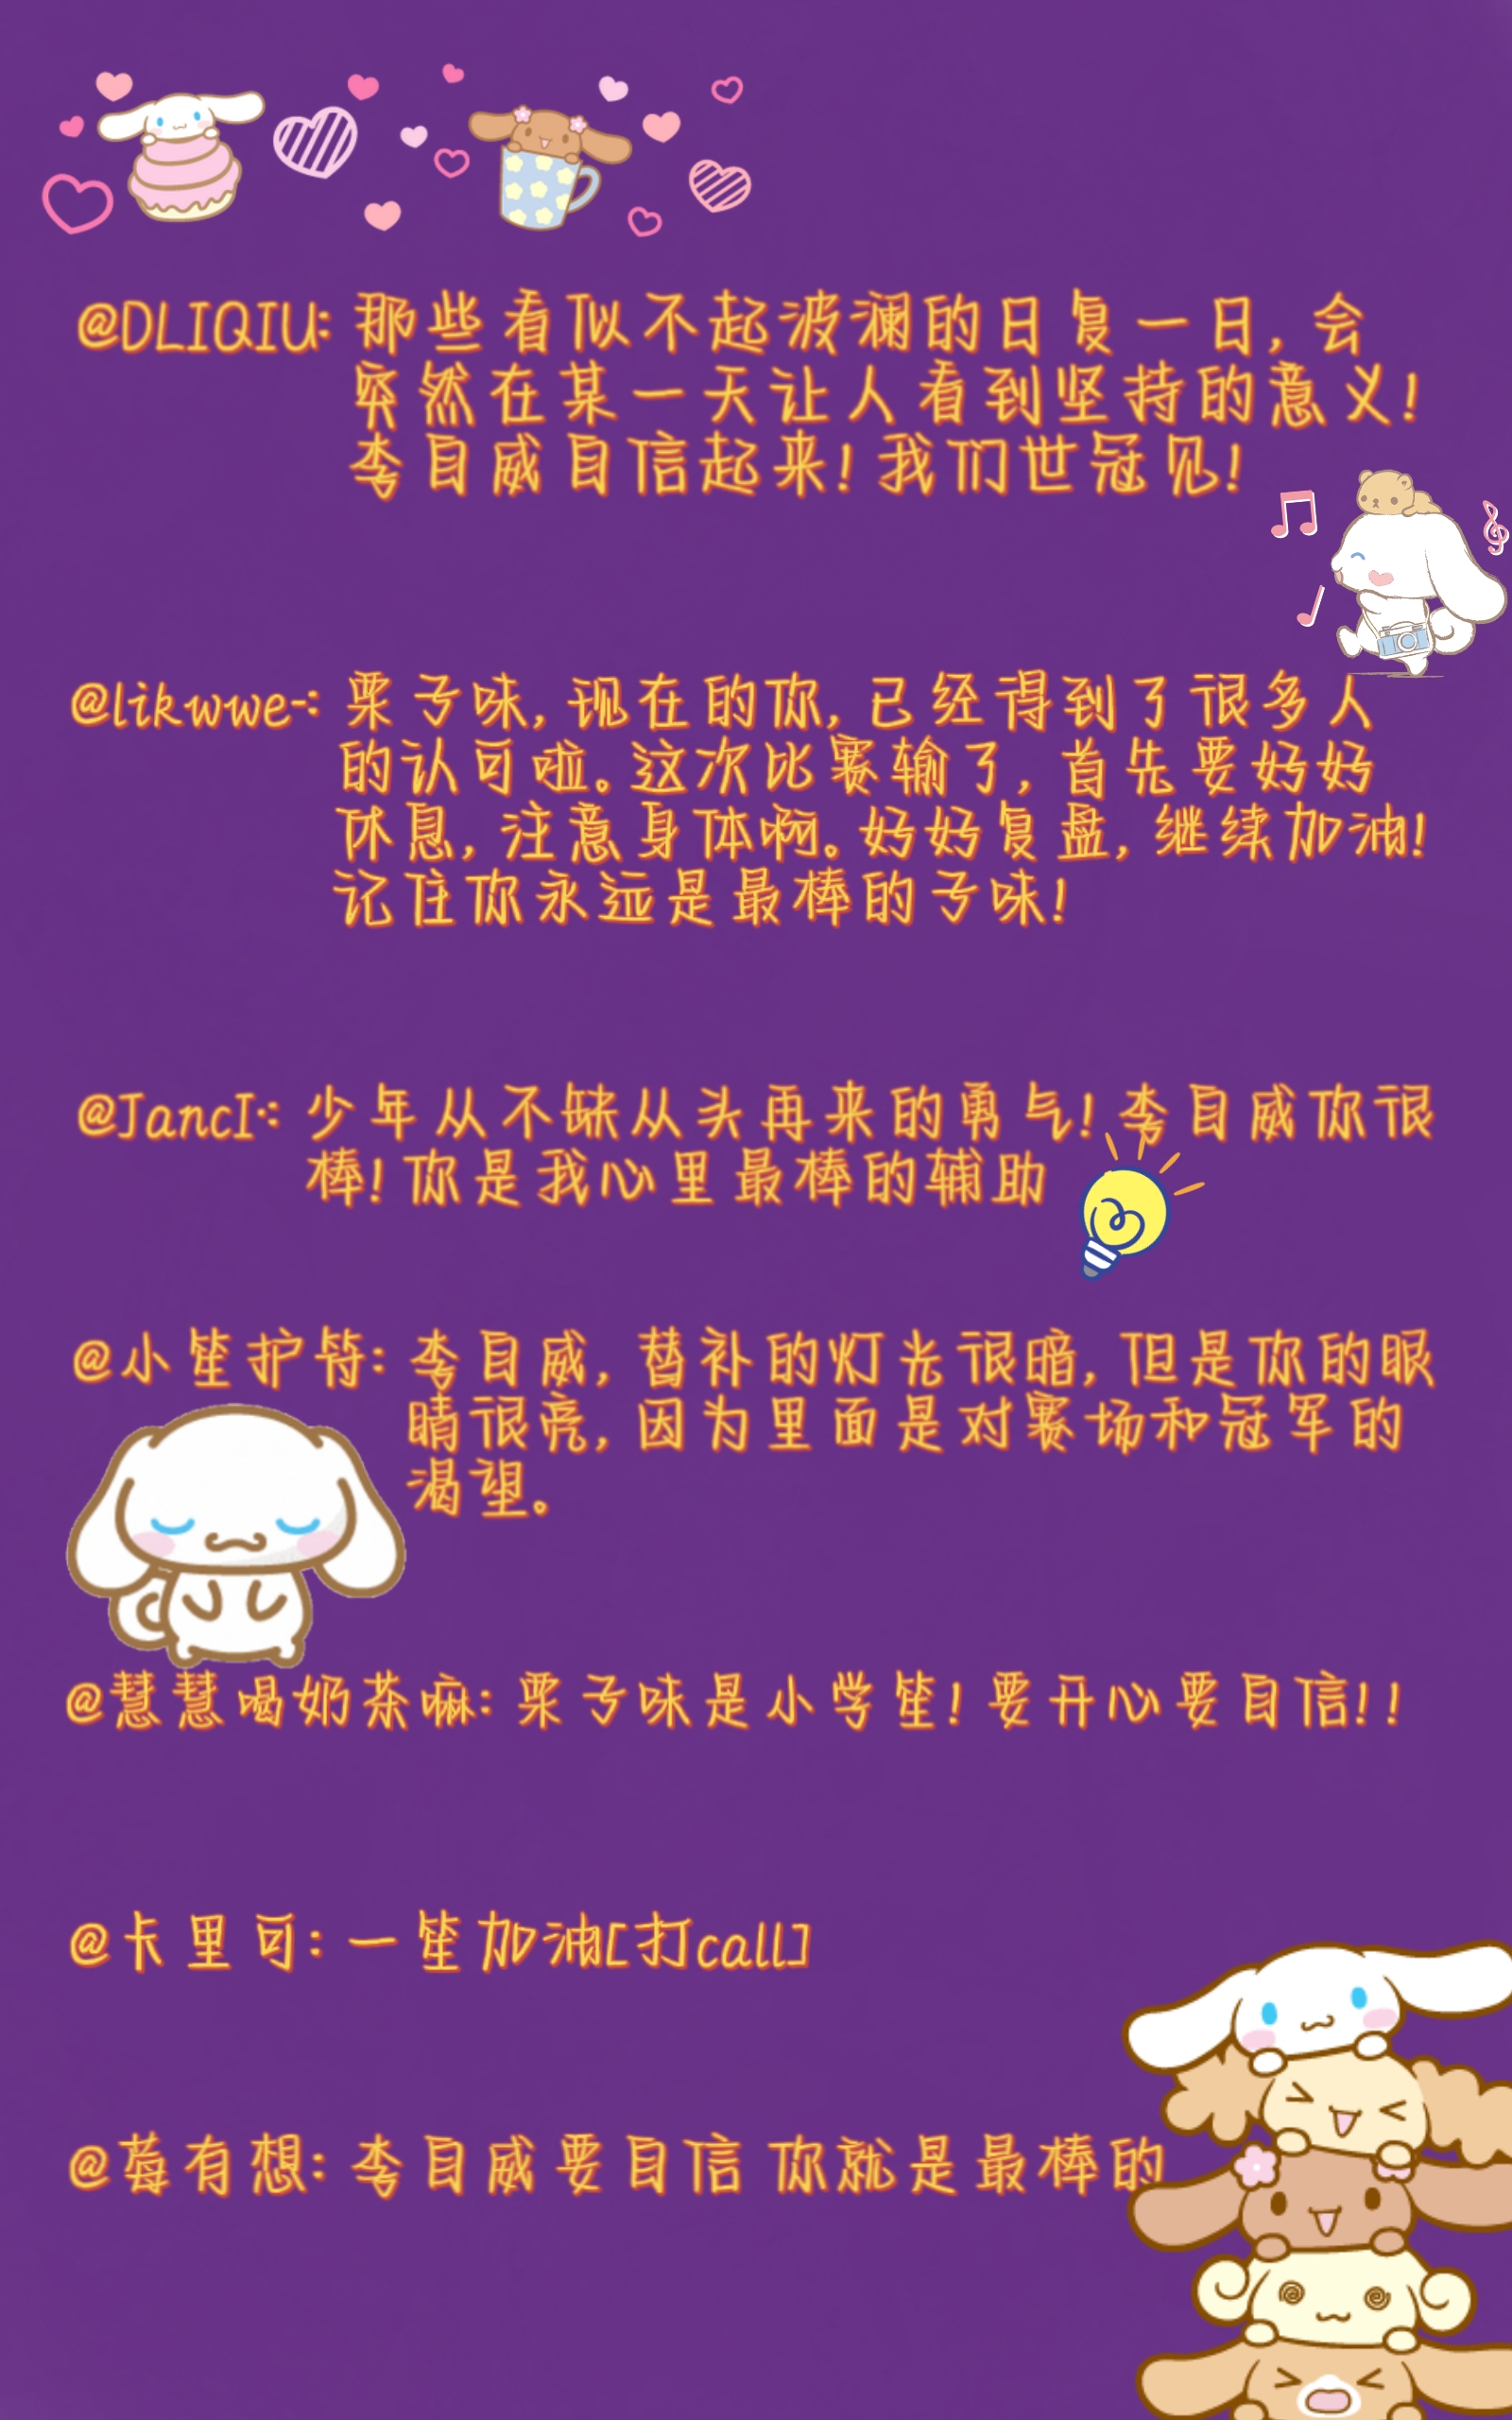 @DLIQIU: 那些看似不起波澜的日复一日,会
突然在某一天让人看到坚持的意义!
李自威自信起来!我们世冠见!
@likwwe-: 栗子味,现在的你,已经得到了很多人
的认可啦。这次比赛输了,首先要好好
休息,注意身体啊。好好复盘,继续加油!
记住你永远是最棒的子味!
@JancI·: 少年从不缺从头再来的勇气!李自威你很
棒!你是我心里最棒的辅助
@小笙护符: 李自威,替补的灯光很暗,但是你的眼
睛很亮,因为里面是对赛场和冠军的
渴望。
@慧慧喝奶茶嘛: 栗子味是小学笙!要开心要自信!!
@卡里可: 一笙加油[打call]
@莓有想: 李自威要自信 你就是最棒的